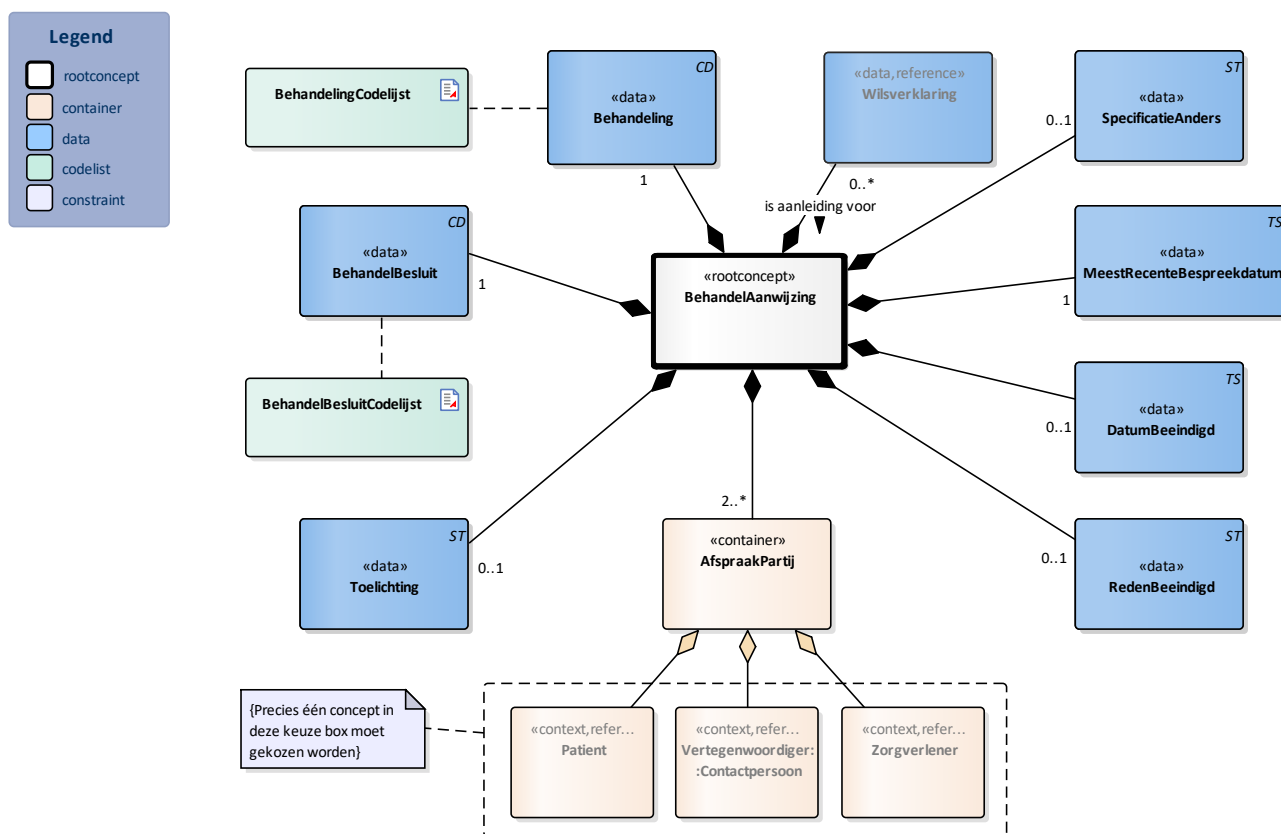 Legend
rootconcept
container
data
codelist
constraint
BehandelingCodelijst
CD
«data»
Behandeling
1
«data,reference»
Wilsverklaring
0..*
is aanleiding voor
ST
«data»
SpecificatieAnders
0..1
CD
«data»
BehandelBesluit
1
«rootconcept»
BehandelAanwijzing
TS
«data»
MeestRecenteBespreekdatum
1
BehandelBesluitCodelijst
TS
«data»
DatumBeeindigd
0..1
ST
«data»
Toelichting
0..1
2..*
«container»
AfspraakPartij
ST
«data»
RedenBeeindigd
0..1
{Precies één concept in
deze keuze box moet
gekozen worden}
«context,refer...
Patient
«context,refer...
Vertegenwoordiger:
:Contactpersoon
«context,refer...
Zorgverlener